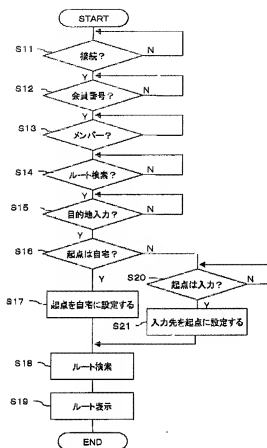 START
S11
接続？
N
Y
S12
会員番号？
N
Y
S13
メンバー？
N
Y
S14
ルート検索？
N
Y
S15
目的地入力？
N
Y
S16
起点は自宅？
N
Y
S20
起点は入力？
N
Y
S17
起点を自宅に設定する
S21
入力先を起点に設定する
S18
ルート検索
S19
ルート表示
END